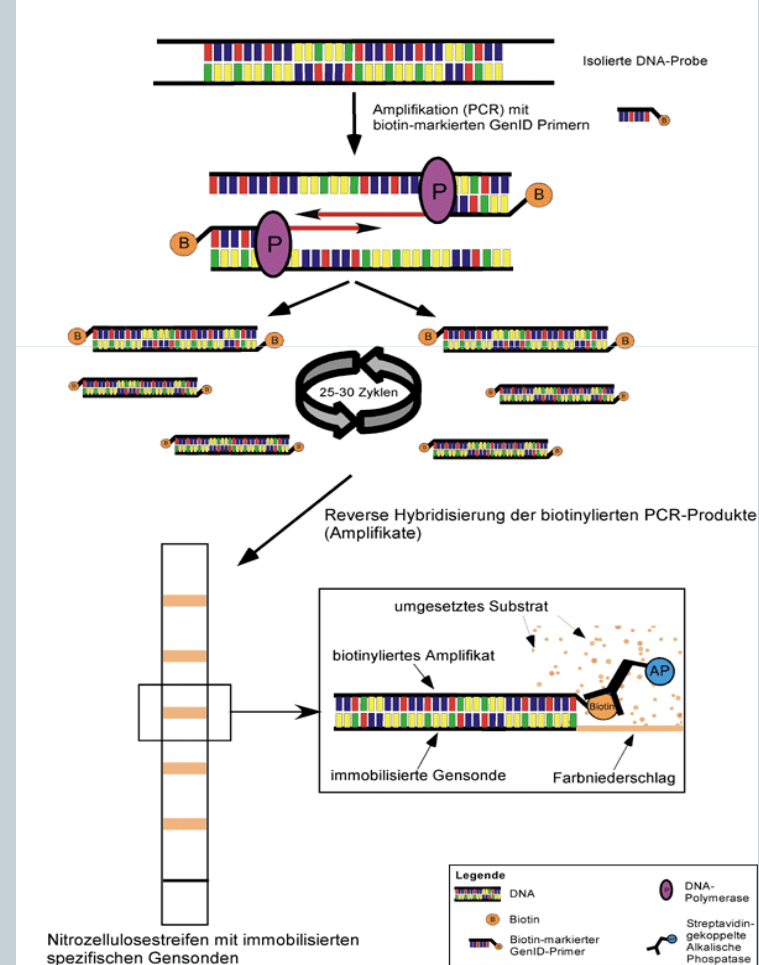 Isolierte DNA-Probe
Amplifikation (PCR) mit
biotin-markierten GenID Primern
B
P
B
B
P
B
B
B
B
25-30 Zyklen
B
B
B
B
B
B
B
B
B
Reverse Hybridisierung der biotinylierten PCR-Produkte
(Amplifikate)
umgesetztes Substrat
biotinyliertes Amplifikat
AP
Biotin
immobilisierte Gensonde
Farbniederschlag
Legende
DNA
P
DNA-
Polymerase
B
Biotin
Biotin-markierter
GenID-Primer
AP
Streptavidin-
gekoppelte
Alkalische
Phospatase
Nitrozellulosestreifen mit immobilisierten
spezifischen Gensonden